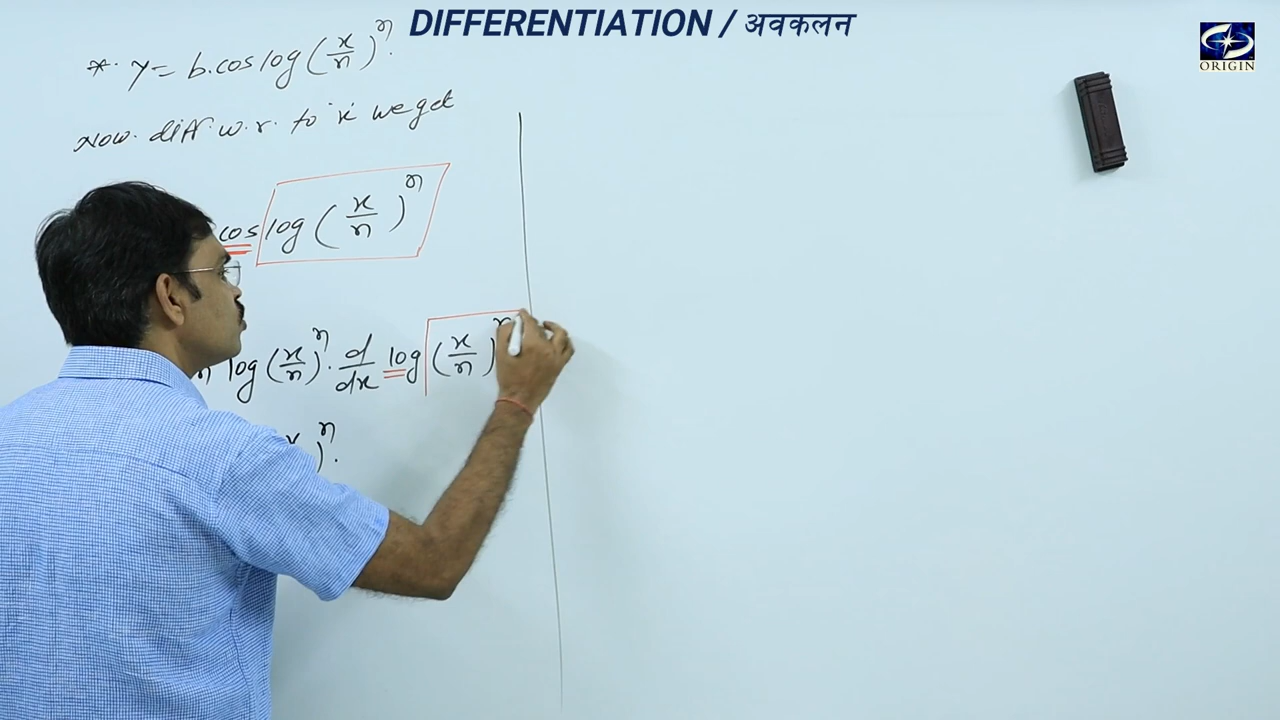 DIFFERENTIATION / अवकलन
ORIGIN
*. y = b.cos log (x/n)^n.
Now. diff. w.r. to 'x' we get
cos log (x/n)^n
log (x/n)^n . d/dx log (x/n)^n
)^n.